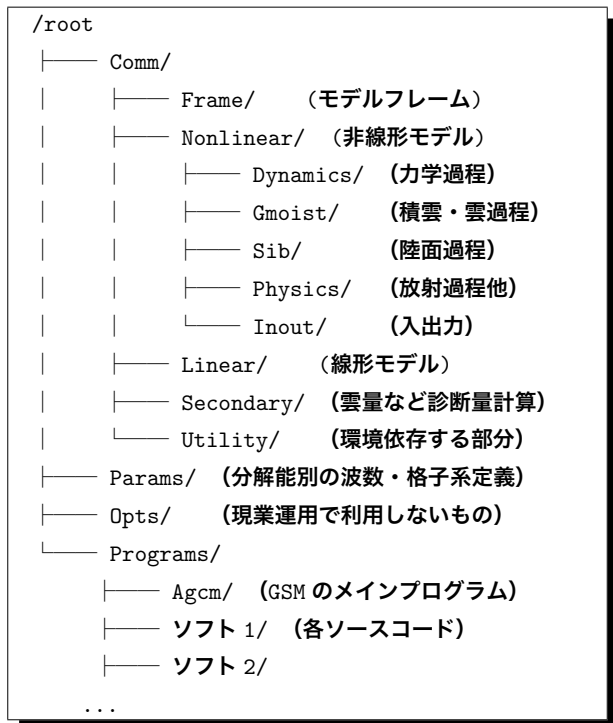 /root
├── Comm/
│   ├── Frame/ （モデルフレーム）
│   ├── Nonlinear/ （非線形モデル）
│   │   ├── Dynamics/ （力学過程）
│   │   ├── Gmoist/ （積雲・雲過程）
│   │   ├── Sib/ （陸面過程）
│   │   ├── Physics/ （放射過程他）
│   │   └── Inout/ （入出力）
│   ├── Linear/ （線形モデル）
│   ├── Secondary/ （雲量など診断量計算）
│   └── Utility/ （環境依存する部分）
├── Params/ （分解能別の波数・格子系定義）
├── Opts/ （現業運用で利用しないもの）
└── Programs/
    ├── Agcm/ （GSM のメインプログラム）
    ├── ソフト 1/ （各ソースコード）
    ├── ソフト 2/
    ...